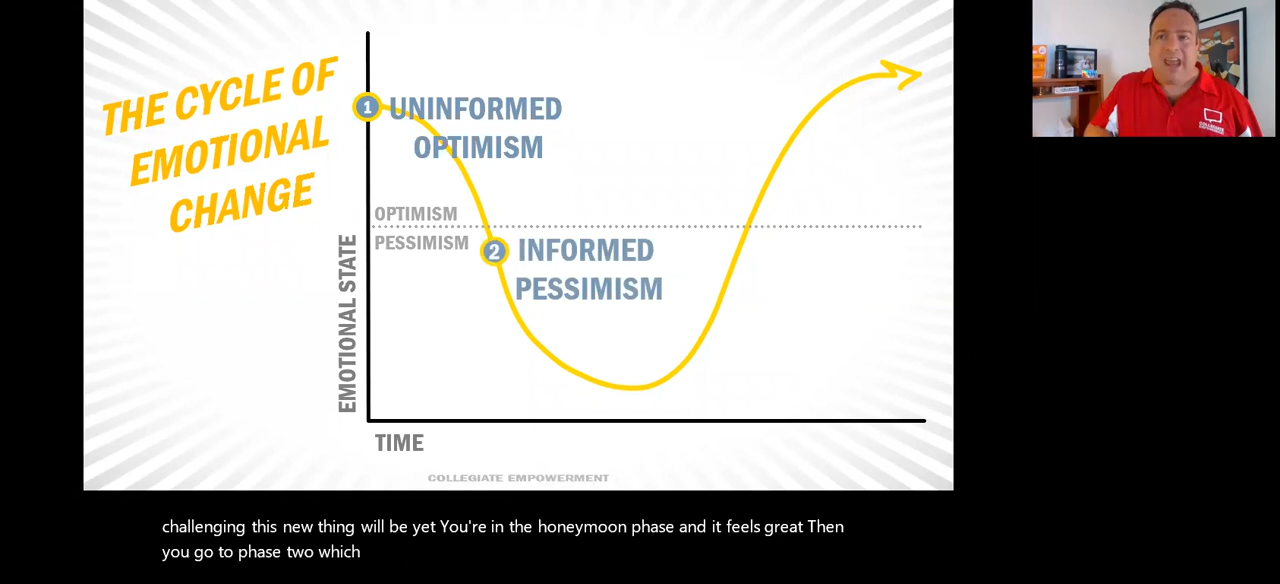 THE CYCLE OF
EMOTIONAL
CHANGE
1 UNINFORMED
OPTIMISM
OPTIMISM
PESSIMISM
2 INFORMED
PESSIMISM
EMOTIONAL STATE
TIME
COLLEGIATE EMPOWERMENT
COLLEGIATE
challenging this new thing will be yet You're in the honeymoon phase and it feels great Then
you go to phase two which